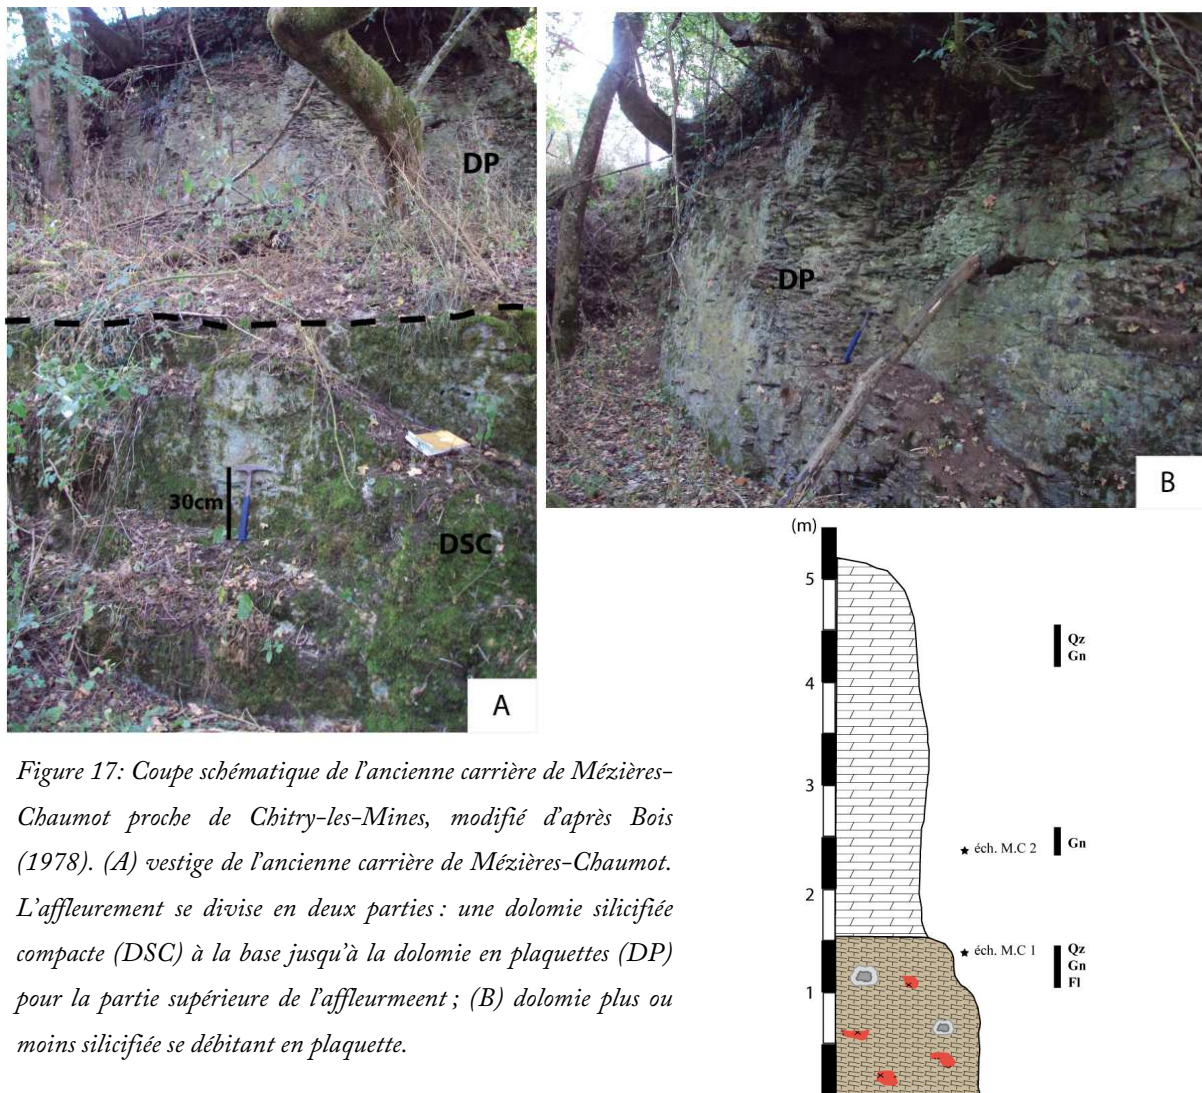 DP
30cm
DSC
A
DP
B
Figure 17: Coupe schématique de l'ancienne carrière de Mézières-
Chaumot proche de Chitry-les-Mines, modifié d'après Bois
(1978). (A) vestige de l'ancienne carrière de Mézières-Chaumot.
L'affleurement se divise en deux parties : une dolomie silicifiée
compacte (DSC) à la base jusqu'à la dolomie en plaquettes (DP)
pour la partie supérieure de l'affleurmeent ; (B) dolomie plus ou
moins silicifiée se débitant en plaquette.
(m)
5
Qz
Gn
4
3
éch. M.C 2
Gn
2
éch. M.C 1
Qz
Gn
Fl
1